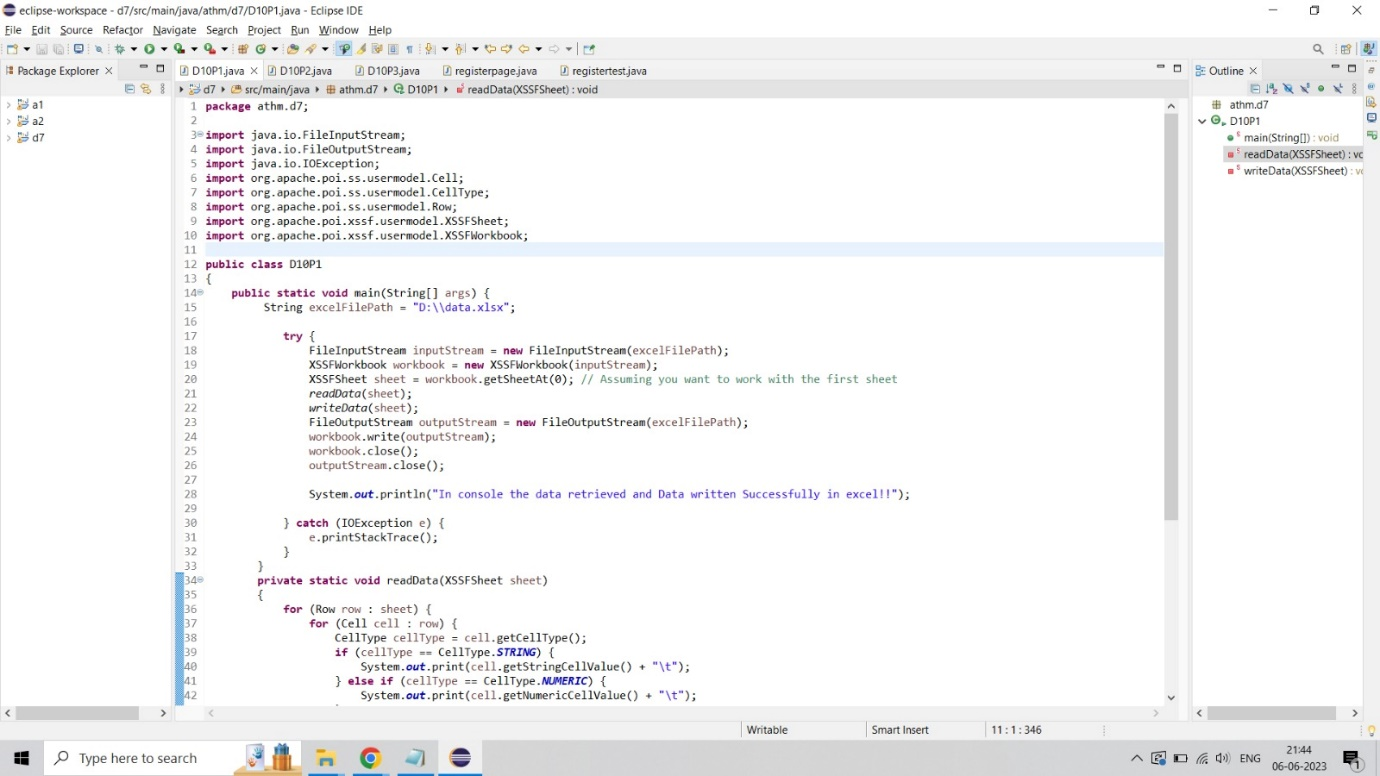 eclipse-workspace - d7/src/main/java/athm/d7/D10P1.java - Eclipse IDE
File Edit Source Refactor Navigate Search Project Run Window Help
Package Explorer
D10P1.java D10P2.java D10P3.java registerpage.java registertest.java
Outline
d7 src/main/java athm.d7 D10P1 readData(XSSFSheet) : void
a1
a2
d7
1 package athm.d7;
2
3 import java.io.FileInputStream;
4 import java.io.FileOutputStream;
5 import java.io.IOException;
6 import org.apache.poi.ss.usermodel.Cell;
7 import org.apache.poi.ss.usermodel.CellType;
8 import org.apache.poi.ss.usermodel.Row;
9 import org.apache.poi.xssf.usermodel.XSSFSheet;
10 import org.apache.poi.xssf.usermodel.XSSFWorkbook;
11
12 public class D10P1
13 {
14 public static void main(String[] args) {
15 String excelFilePath = "D:\\data.xlsx";
16
17 try {
18 FileInputStream inputStream = new FileInputStream(excelFilePath);
19 XSSFWorkbook workbook = new XSSFWorkbook(inputStream);
20 XSSFSheet sheet = workbook.getSheetAt(0); // Assuming you want to work with the first sheet
21 readData(sheet);
22 writeData(sheet);
23 FileOutputStream outputStream = new FileOutputStream(excelFilePath);
24 workbook.write(outputStream);
25 workbook.close();
26 outputStream.close();
27
28 System.out.println("In console the data retrieved and Data written Successfully in excel!!");
29
30 } catch (IOException e) {
31 e.printStackTrace();
32 }
33 }
34 private static void readData(XSSFSheet sheet)
35 {
36 for (Row row : sheet) {
37 for (Cell cell : row) {
38 CellType cellType = cell.getCellType();
39 if (cellType == CellType.STRING) {
40 System.out.print(cell.getStringCellValue() + "\t");
41 } else if (cellType == CellType.NUMERIC) {
42 System.out.print(cell.getNumericCellValue() + "\t");
athm.d7
D10P1
main(String[]) : void
readData(XSSFSheet) : vo
writeData(XSSFSheet) : vo
Writable Smart Insert 11 : 1 : 346
Type here to search
ENG
21:44
06-06-2023
1